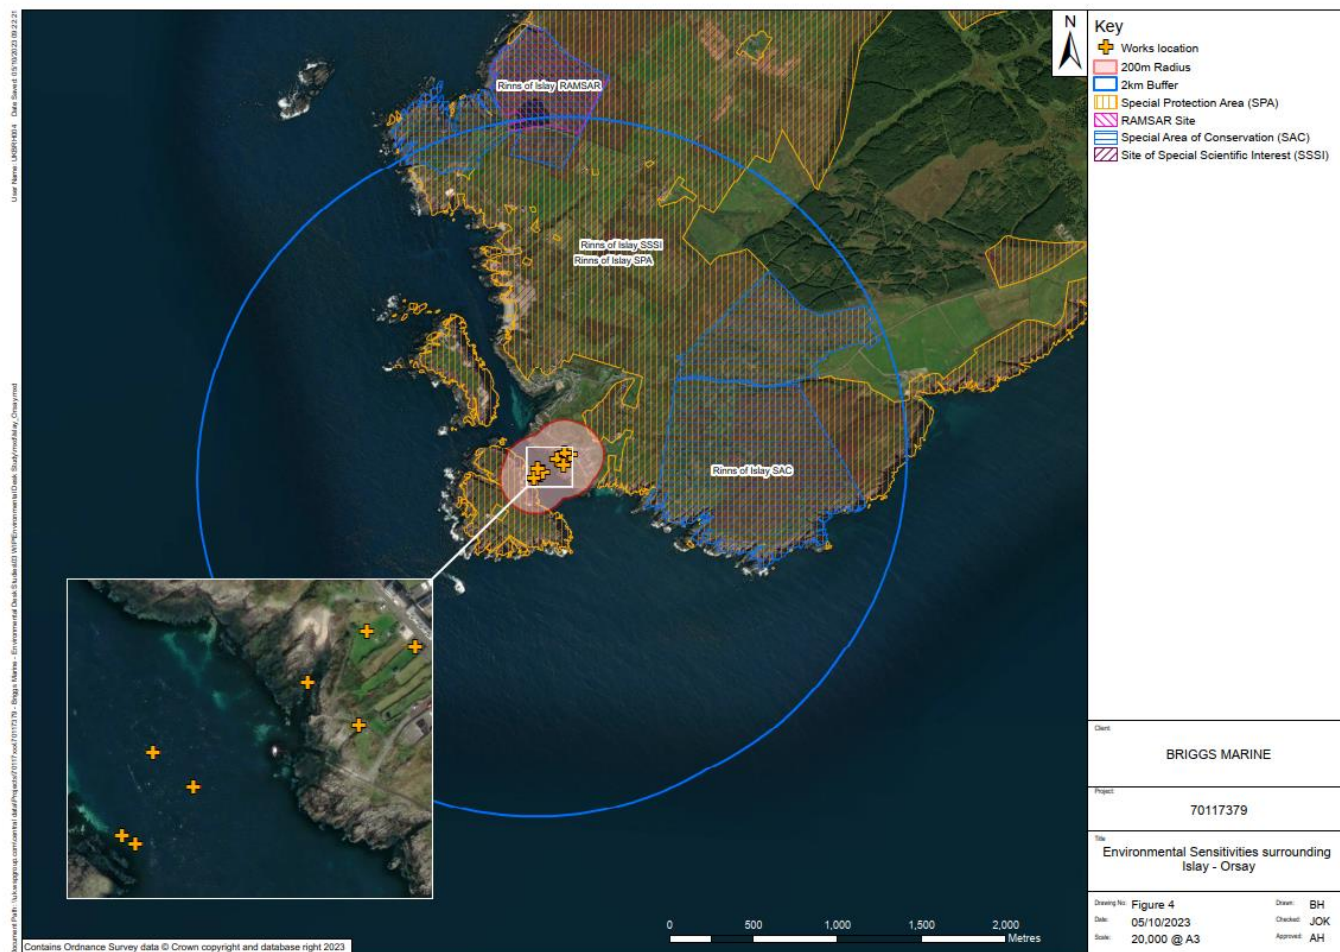 Key
Works location
200m Radius
2km Buffer
Special Protection Area (SPA)
RAMSAR Site
Special Area of Conservation (SAC)
Site of Special Scientific Interest (SSSI)
N
Rinns of Islay RAMSAR
Rinns of Islay SSSI
Rinns of Islay SPA
Rinns of Islay SAC
0 500 1,000 1,500 2,000
Metres
Contains Ordnance Survey data © Crown copyright and database right 2023
Client
BRIGGS MARINE
Project
70117379
Title
Environmental Sensitivities surrounding
Islay - Orsay
Drawing No: Figure 4 Drawn: BH
Date: 05/10/2023 Checked: JOK
Scale: 20,000 @ A3 Approved: AH